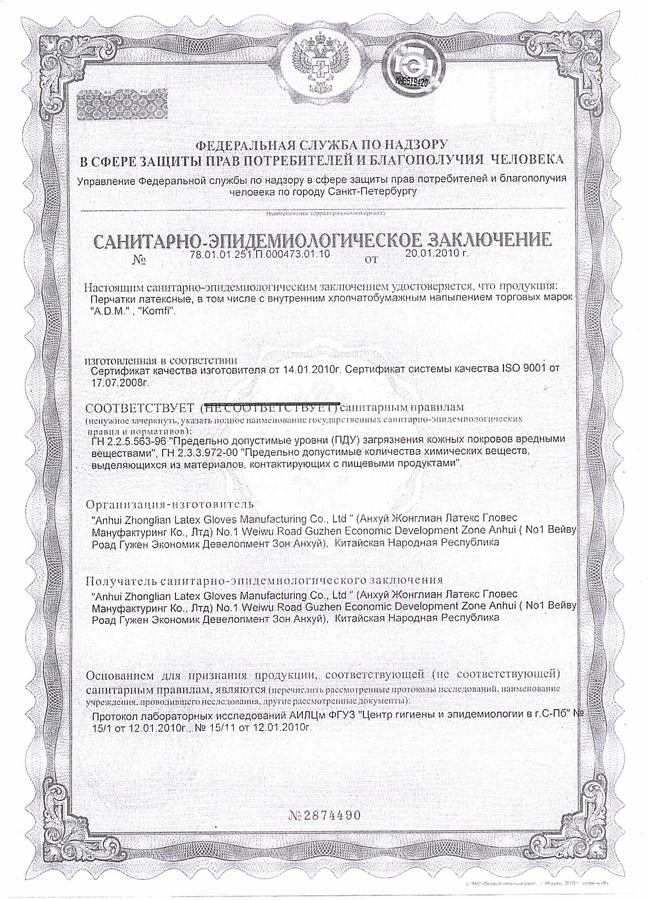 ФЕДЕРАЛЬНАЯ СЛУЖБА ПО НАДЗОРУ
В СФЕРЕ ЗАЩИТЫ ПРАВ ПОТРЕБИТЕЛЕЙ И БЛАГОПОЛУЧИЯ ЧЕЛОВЕКА
Управление Федеральной службы по надзору в сфере защиты прав потребителей и благополучия
человека по городу Санкт-Петербургу
(наименование территориального органа)
САНИТАРНО-ЭПИДЕМИОЛОГИЧЕСКОЕ ЗАКЛЮЧЕНИЕ
№ 78.01.01.251.П.000473.01.10 от 20.01.2010 г.
Настоящим санитарно-эпидемиологическим заключением удостоверяется, что продукция:
Перчатки латексные, в том числе с внутренним хлопчатобумажным напылением торговых марок
"A.D.M." , "Komfi".
изготовленная в соответствии
Сертификат качества изготовителя от 14.01.2010г. Сертификат системы качества ISO 9001 от
17.07.2008г.
СООТВЕТСТВУЕТ (НЕ СООТВЕТСТВУЕТ) санитарным правилам
(ненужное зачеркнуть, указать полное наименование государственных санитарно-эпидемиологических
правил и нормативов):
ГН 2.2.5.563-96 "Предельно допустимые уровни (ПДУ) загрязнения кожных покровов вредными
веществами", ГН 2.3.3.972-00 "Предельно допустимые количества химических веществ,
выделяющихся из материалов, контактирующих с пищевыми продуктами"
Организация-изготовитель
"Anhui Zhonglian Latex Gloves Manufacturing Co., Ltd " (Анхуй Жонглиан Латекс Гловес
Мануфактуринг Ко., Лтд) No.1 Weiwu Road Guzhen Economic Development Zone Anhui ( No1 Вейву
Роад Гужен Экономик Девелопмент Зон Анхуй), Китайская Народная Республика
Получатель санитарно-эпидемиологического заключения
"Anhui Zhonglian Latex Gloves Manufacturing Co., Ltd " (Анхуй Жонглиан Латекс Гловес
Мануфактуринг Ко., Лтд) No.1 Weiwu Road Guzhen Economic Development Zone Anhui ( No1 Вейву
Роад Гужен Экономик Девелопмент Зон Анхуй), Китайская Народная Республика
Основанием для признания продукции, соответствующей (не соответствующей)
санитарным правилам, являются (перечислить рассмотренные протоколы исследований, наименование
учреждения, проводившего исследования, другие рассмотренные документы):
Протокол лабораторных исследований АИЛЦм ФГУЗ "Центр гигиены и эпидемиологии в г.С-Пб" №
15/1 от 12.01.2010г., № 15/11 от 12.01.2010г.
№2874490